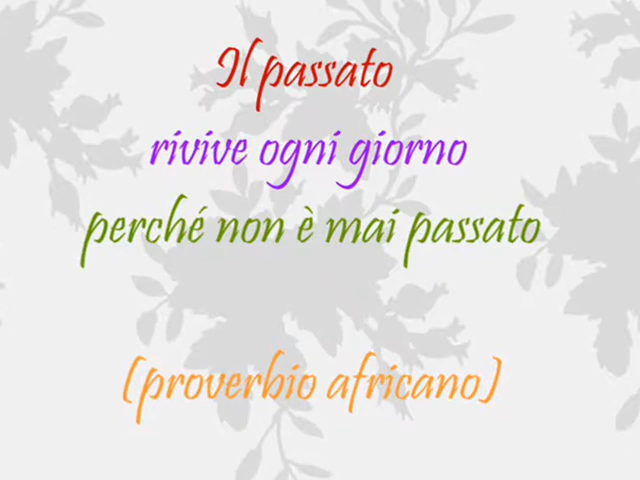 Il passato
rivive ogni giorno
perché non è mai passato
(proverbio africano)